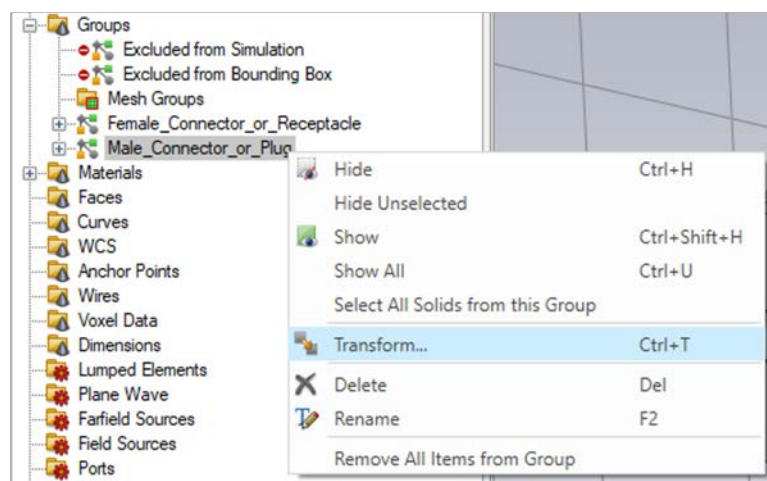 Groups
Excluded from Simulation
Excluded from Bounding Box
Mesh Groups
Female_Connector_or_Receptacle
Male_Connector_or_Plug
Materials
Faces
Curves
WCS
Anchor Points
Wires
Voxel Data
Dimensions
Lumped Elements
Plane Wave
Farfield Sources
Field Sources
Ports
Hide Ctrl+H
Hide Unselected
Show Ctrl+Shift+H
Show All Ctrl+U
Select All Solids from this Group
Transform... Ctrl+T
Delete Del
Rename F2
Remove All Items from Group